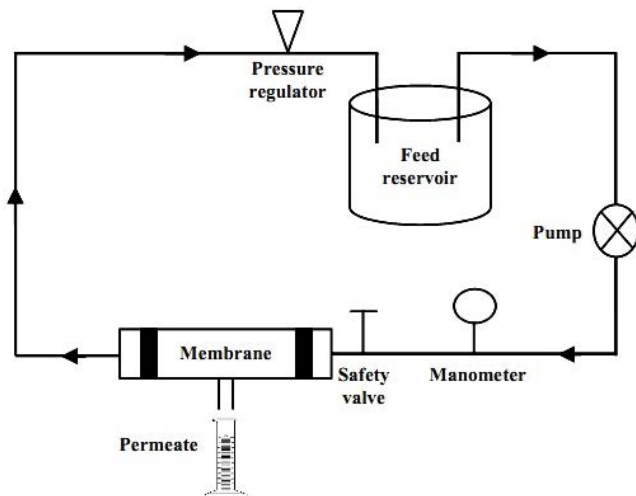 Pressure
regulator
Feed
reservoir
Pump
Membrane
Safety
valve
Manometer
Permeate